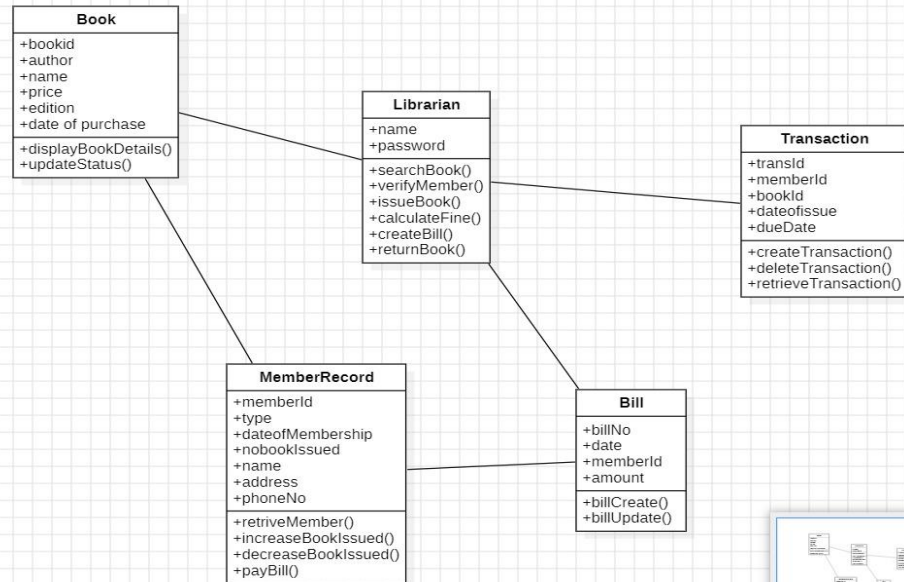 Book
+bookid
+author
+name
+price
+edition
+date of purchase
+displayBookDetails()
+updateStatus()
Librarian
+name
+password
+searchBook()
+verifyMember()
+issueBook()
+calculateFine()
+createBill()
+returnBook()
Transaction
+transId
+memberId
+bookId
+dateofissue
+dueDate
+createTransaction()
+deleteTransaction()
+retrieveTransaction()
MemberRecord
+memberId
+type
+dateofMembership
+nobookIssued
+name
+address
+phoneNo
+retriveMember()
+increaseBookIssued()
+decreaseBookIssued()
+payBill()
Bill
+billNo
+date
+memberId
+amount
+billCreate()
+billUpdate()